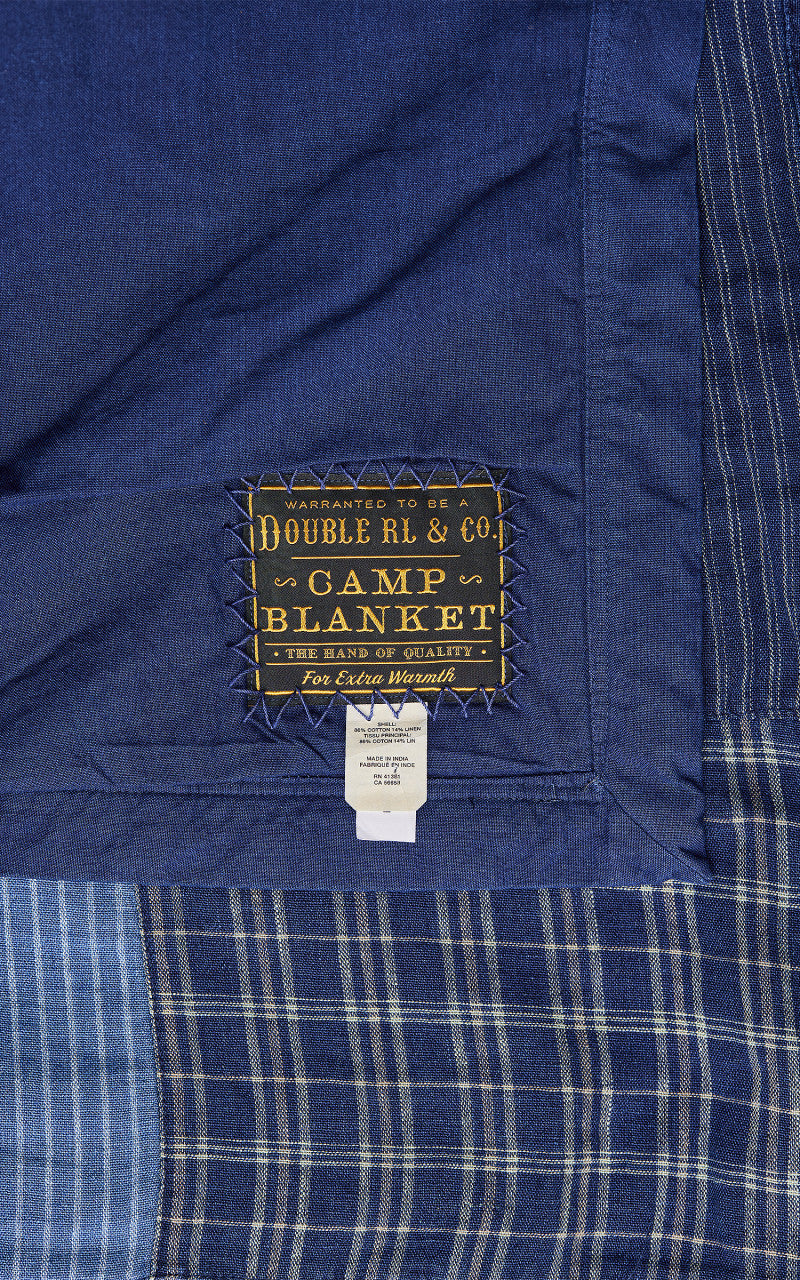 WARRANTED TO BE A
DOUBLE RL & CO.
CAMP
BLANKET
· THE HAND OF QUALITY ·
For Extra Warmth
SHELL:
86% COTTON 14% LINEN
TISSU PRINCIPAL:
86% COTON 14% LIN
MADE IN INDIA
FABRIQUÉ EN INDE
RN 41381
CA 56653